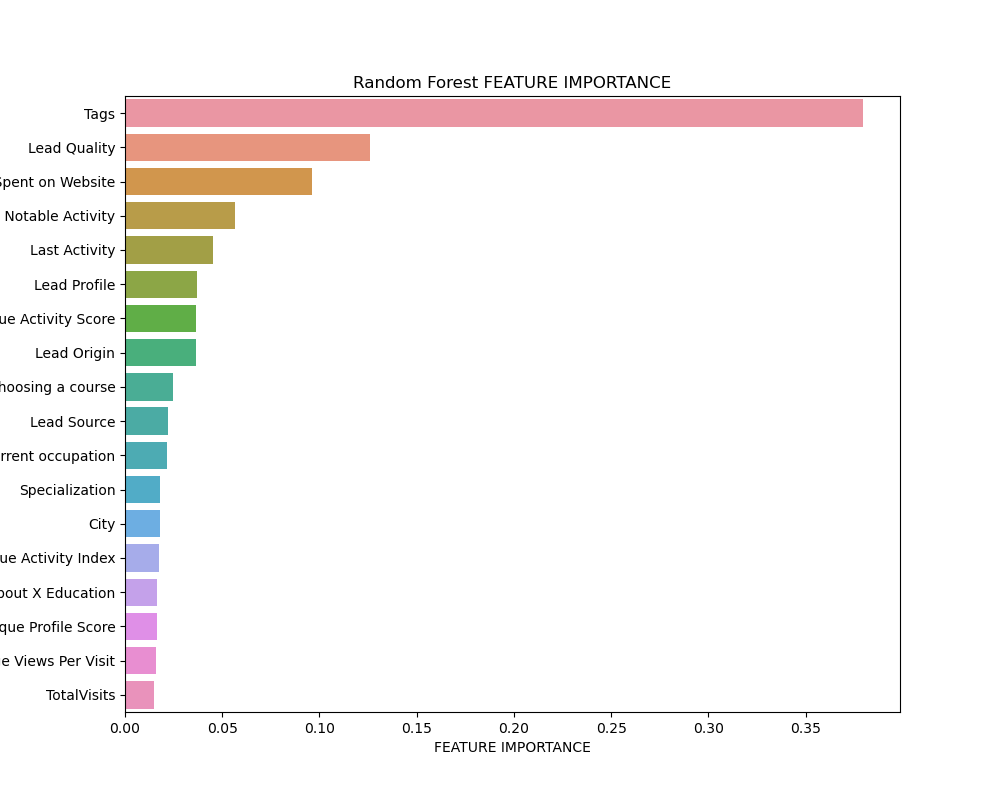 Random Forest FEATURE IMPORTANCE
Tags
Lead Quality
Spent on Website
Notable Activity
Last Activity
Lead Profile
ue Activity Score
Lead Origin
hoosing a course
Lead Source
rrent occupation
Specialization
City
ue Activity Index
bout X Education
que Profile Score
e Views Per Visit
TotalVisits
0.00 0.05 0.10 0.15 0.20 0.25 0.30 0.35
FEATURE IMPORTANCE